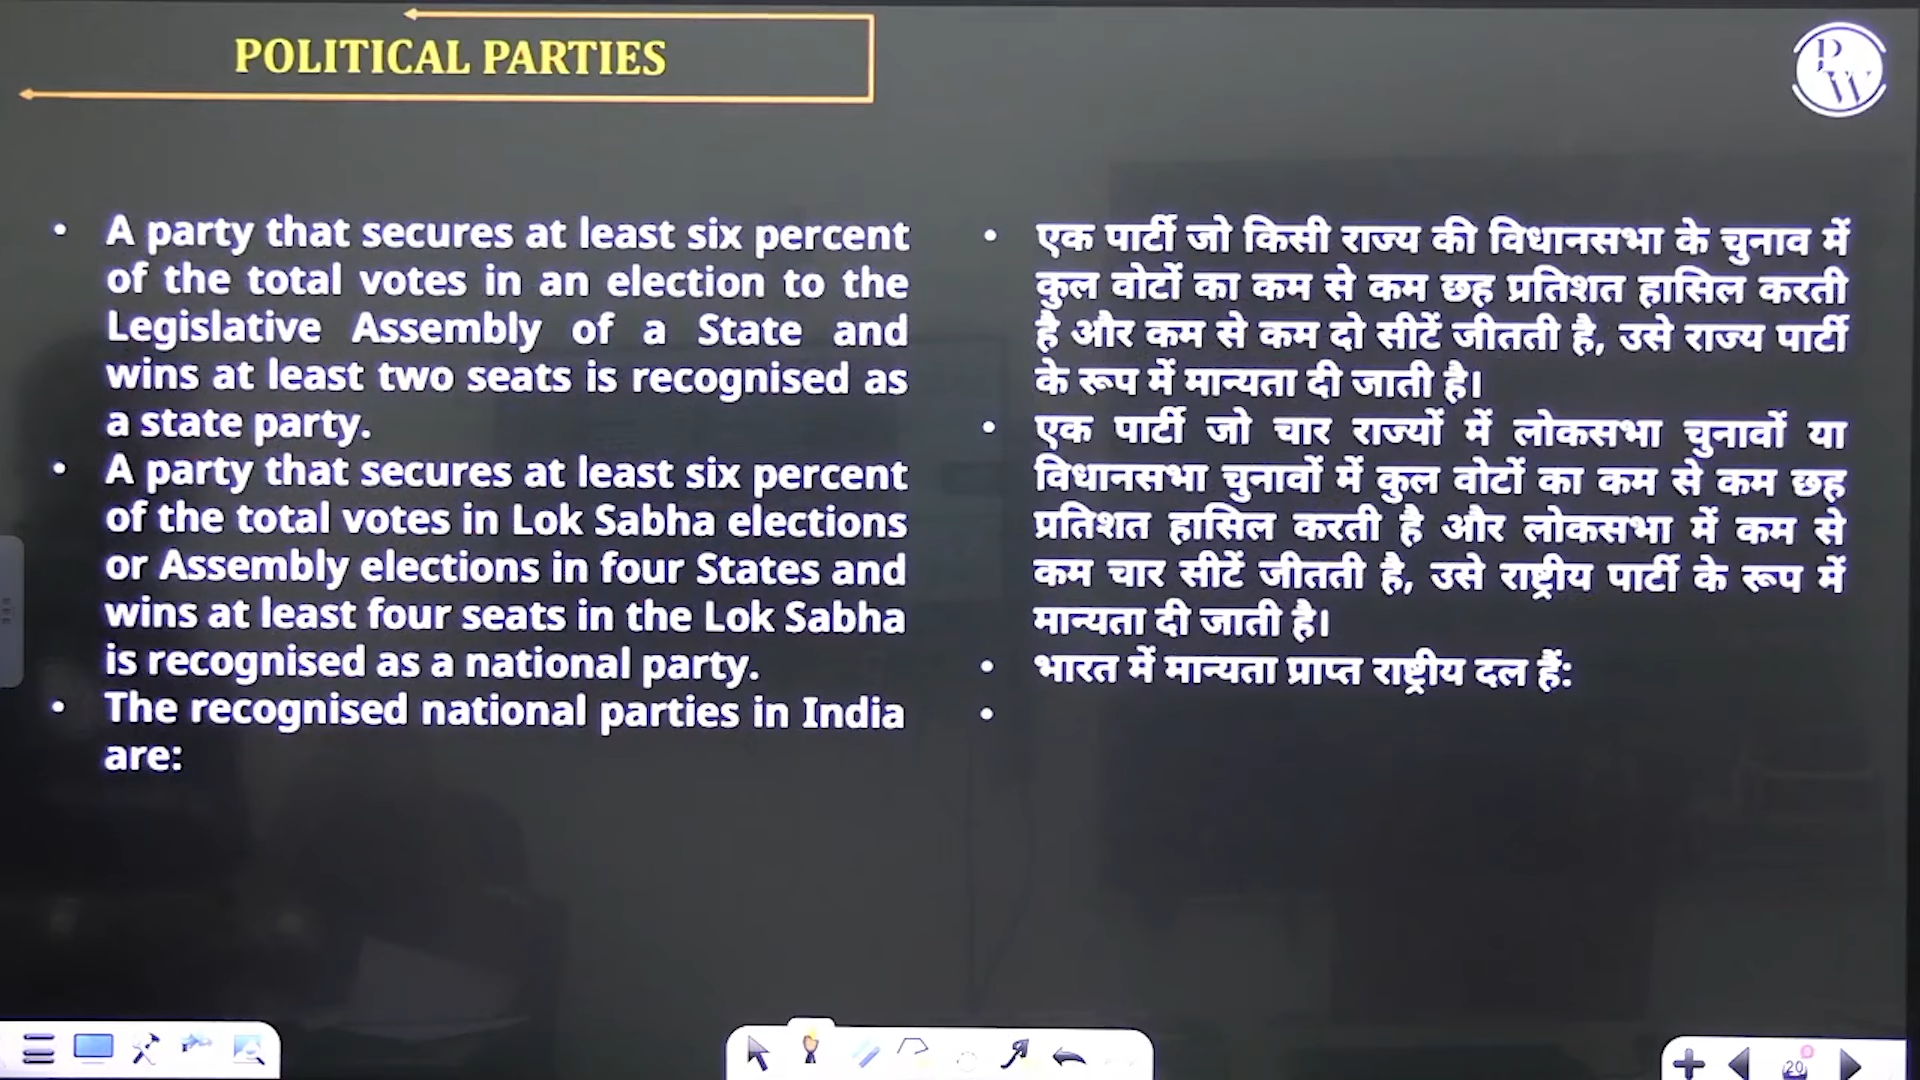 POLITICAL PARTIES
PW
• A party that secures at least six percent
of the total votes in an election to the
Legislative Assembly of a State and
wins at least two seats is recognised as
a state party.
• A party that secures at least six percent
of the total votes in Lok Sabha elections
or Assembly elections in four States and
wins at least four seats in the Lok Sabha
is recognised as a national party.
• The recognised national parties in India
are:
• एक पार्टी जो किसी राज्य की विधानसभा के चुनाव में
कुल वोटों का कम से कम छह प्रतिशत हासिल करती
है और कम से कम दो सीटें जीतती है, उसे राज्य पार्टी
के रूप में मान्यता दी जाती है।
• एक पार्टी जो चार राज्यों में लोकसभा चुनावों या
विधानसभा चुनावों में कुल वोटों का कम से कम छह
प्रतिशत हासिल करती है और लोकसभा में कम से
कम चार सीटें जीतती है, उसे राष्ट्रीय पार्टी के रूप में
मान्यता दी जाती है।
• भारत में मान्यता प्राप्त राष्ट्रीय दल हैं:
•
20